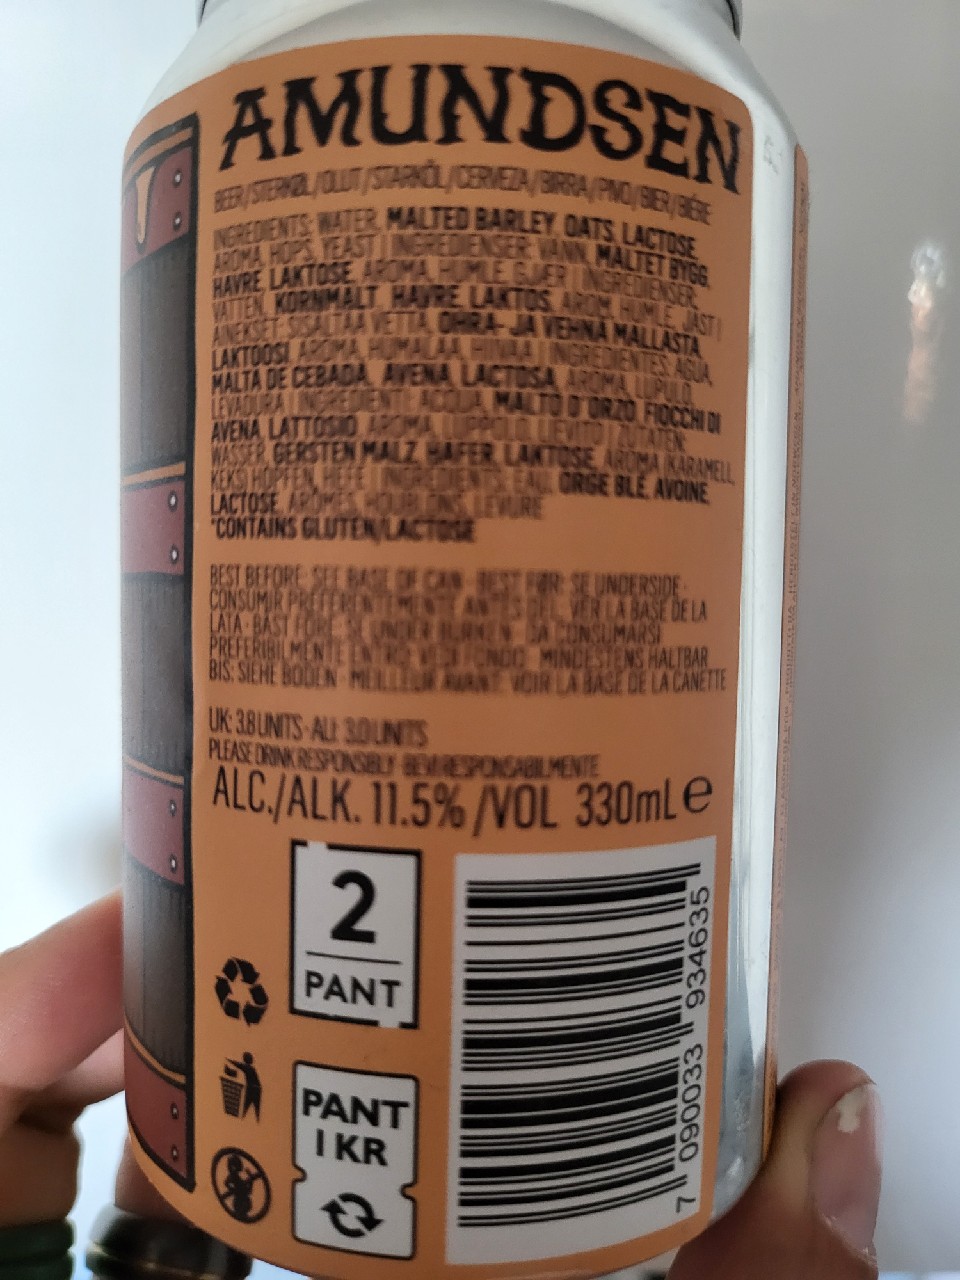 AMUNDSEN
BEER/STERKØL/OLUT/STARKÖL/CERVEZA/BIRRA/PIVO/BIER/BIÈRE
INGREDIENTS: WATER, MALTED BARLEY, OATS, LACTOSE,
AROMA, HOPS, YEAST | INGREDIENSER: VANN, MALTET BYGG,
HAVRE, LAKTOSE, AROMA, HUMLE, GJÆR | INGREDIENSER:
VATTEN, KORNMALT, HAVRE, LAKTOS, AROM, HUMLE, JÄST |
AINEKSET: SISÄLTÄÄ VETTÄ, OHRA- JA VEHNÄ MALLASTA,
LAKTOOSI, AROMA, HUMALAA, HIIVAA | INGREDIENTES: AGUA,
MALTA DE CEBADA, AVENA, LACTOSA, AROMA, LUPULO,
LEVADURA | INGREDIENTI: ACQUA, MALTO D'ORZO, FIOCCHI DI
AVENA, LATTOSIO, AROMA, LUPPOLO, LIEVITO | ZUTATEN:
WASSER, GERSTEN MALZ, HAFER, LAKTOSE, AROMA (KARAMELL,
KEKS) HOPFEN, HEFE | INGRÉDIENTS: EAU, ORGE BLÉ, AVOINE,
LACTOSE, ARÔMES, HOUBLONS, LEVURE
*CONTAINS GLUTEN/LACTOSE
BEST BEFORE: SEE BASE OF CAN · BEST FØR: SE UNDERSIDE ·
CONSUMIR PREFERENTEMENTE ANTES DEL: VER LA BASE DE LA
LATA · BÄST FÖRE: SE UNDER BURKEN · DA CONSUMARSI
PREFERIBILMENTE ENTRO: VEDI FONDO · MINDESTENS HALTBAR
BIS: SIEHE BODEN · MEILLEUR AVANT: VOIR LA BASE DE LA CANETTE
UK: 3.8 UNITS · AU: 3.0 UNITS
PLEASE DRINK RESPONSIBLY · BEVI RESPONSABILMENTE
ALC./ALK. 11.5% /VOL 330mL e
2
PANT
PANT
1 KR
7 090033 934635